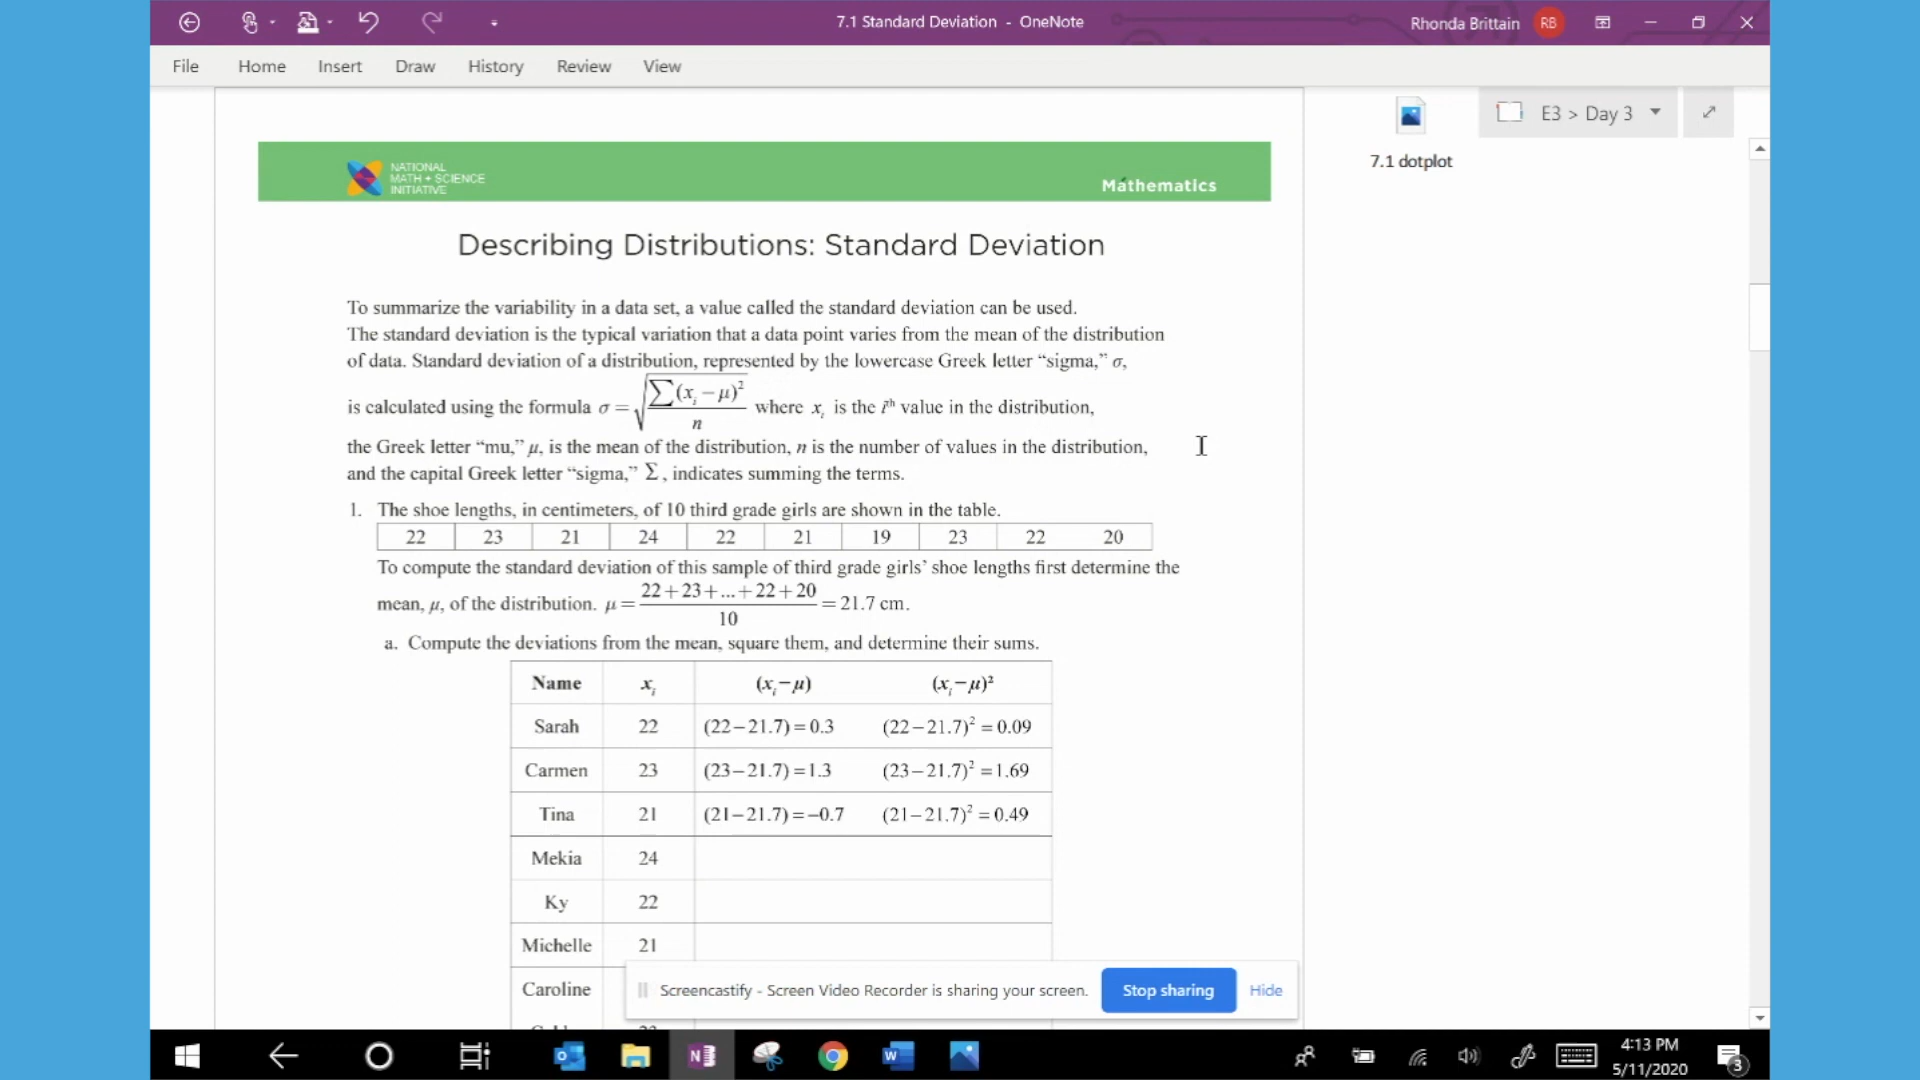 7.1 Standard Deviation - OneNote
Rhonda Brittain RB
File Home Insert Draw History Review View
E3 > Day 3
7.1 dotplot
NATIONAL
MATH + SCIENCE
INITIATIVE
Mathematics
Describing Distributions: Standard Deviation
To summarize the variability in a data set, a value called the standard deviation can be used.
The standard deviation is the typical variation that a data point varies from the mean of the distribution
of data. Standard deviation of a distribution, represented by the lowercase Greek letter “sigma,” σ,
is calculated using the formula σ = √(∑(xᵢ − μ)² / n) where xᵢ is the iᵗʰ value in the distribution,
the Greek letter “mu,” μ, is the mean of the distribution, n is the number of values in the distribution,
and the capital Greek letter “sigma,” Σ, indicates summing the terms.
1. The shoe lengths, in centimeters, of 10 third grade girls are shown in the table.
22 23 21 24 22 21 19 23 22 20
To compute the standard deviation of this sample of third grade girls’ shoe lengths first determine the
mean, μ, of the distribution. μ = (22+23+...+22+20)/10 = 21.7 cm.
a. Compute the deviations from the mean, square them, and determine their sums.
Name xᵢ (xᵢ−μ) (xᵢ−μ)²
Sarah 22 (22−21.7)=0.3 (22−21.7)²=0.09
Carmen 23 (23−21.7)=1.3 (23−21.7)²=1.69
Tina 21 (21−21.7)=−0.7 (21−21.7)²=0.49
Mekia 24
Ky 22
Michelle 21
Caroline
Screencastify - Screen Video Recorder is sharing your screen. Stop sharing Hide
4:13 PM
5/11/2020
3